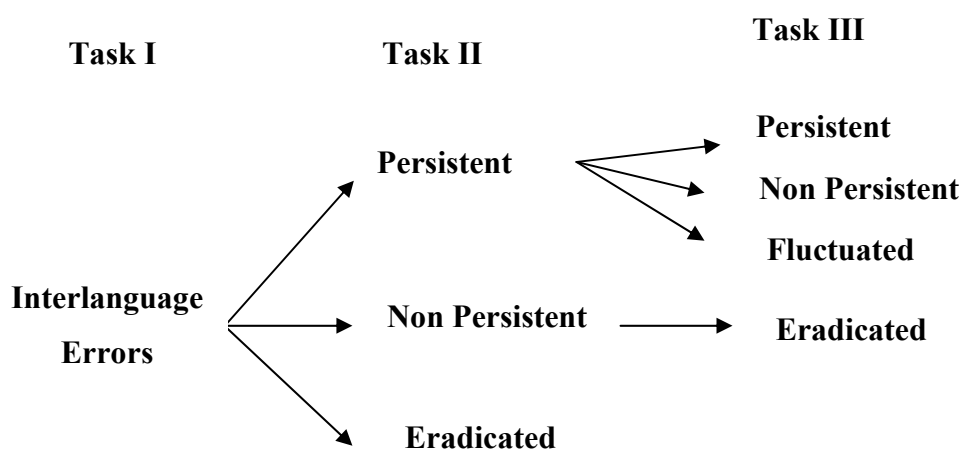 Task I
Task II
Task III
Persistent
Persistent
Non Persistent
Fluctuated
Interlanguage
Errors
Non Persistent
Eradicated
Eradicated